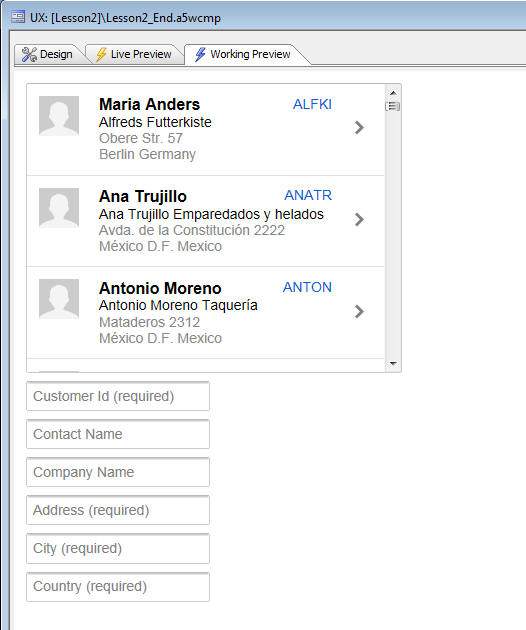 UX: [Lesson2]\Lesson2_End.a5wcmp
Design Live Preview Working Preview
Maria Anders ALFKI
Alfreds Futterkiste
Obere Str. 57
Berlin Germany
Ana Trujillo ANATR
Ana Trujillo Emparedados y helados
Avda. de la Constitución 2222
México D.F. Mexico
Antonio Moreno ANTON
Antonio Moreno Taquería
Mataderos 2312
México D.F. Mexico
Customer Id (required)
Contact Name
Company Name
Address (required)
City (required)
Country (required)